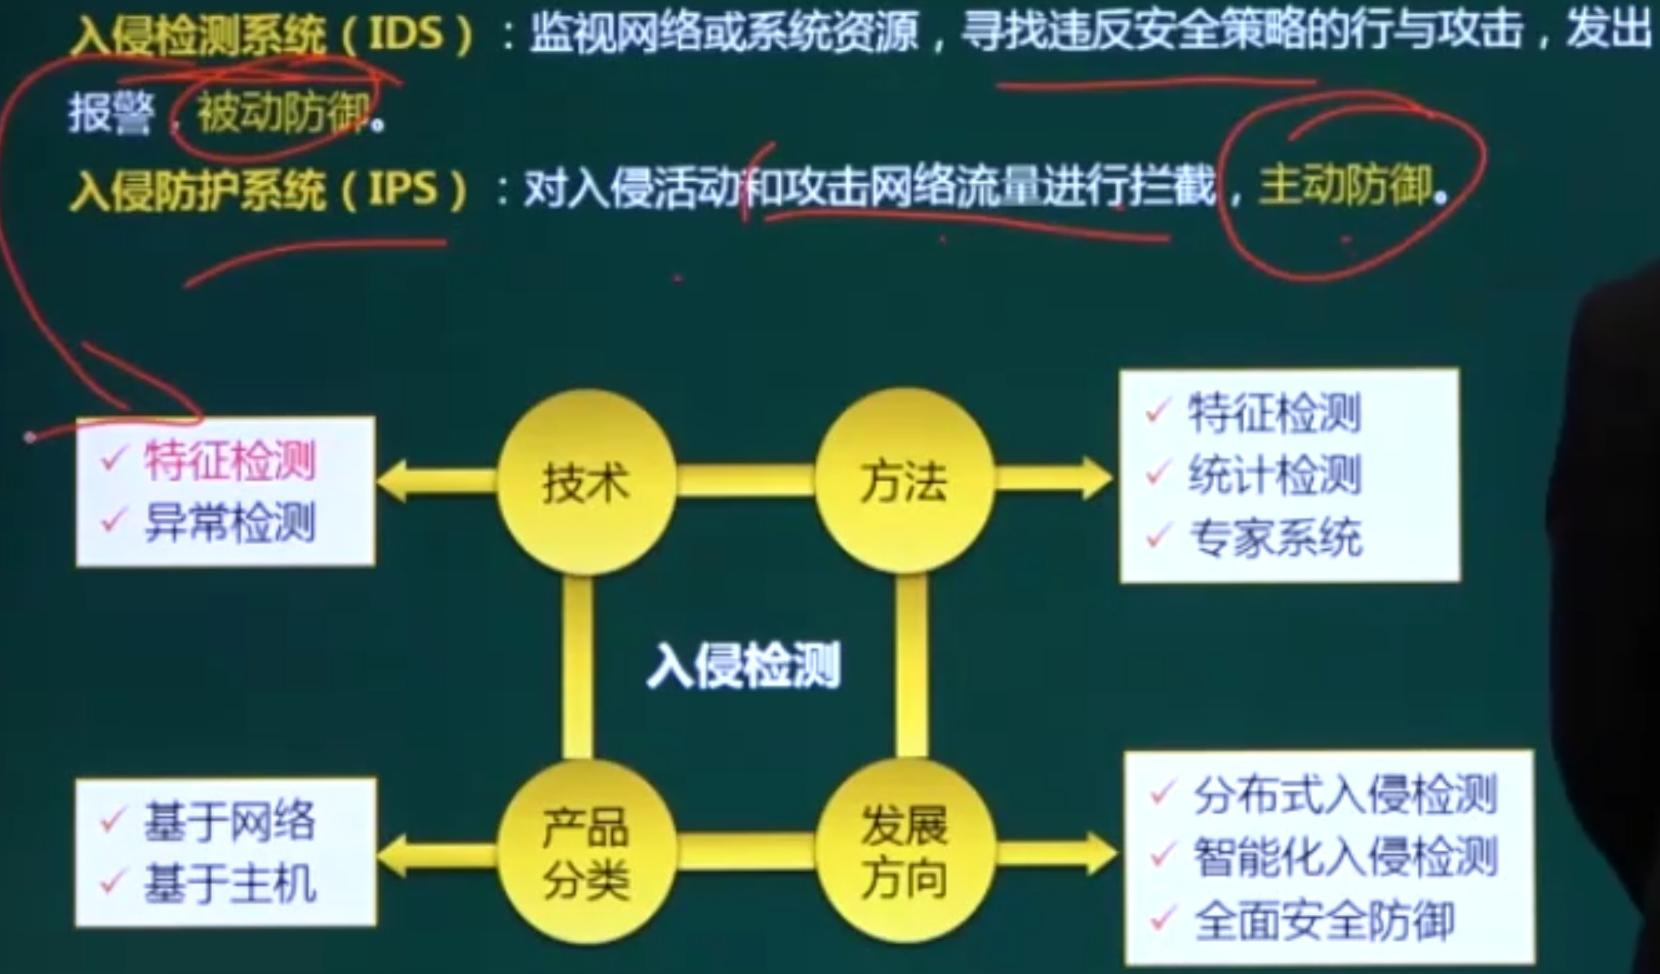 入侵检测系统（IDS）：监视网络或系统资源，寻找违反安全策略的行与攻击，发出
报警，被动防御。
入侵防护系统（IPS）：对入侵活动和攻击网络流量进行拦截，主动防御。
特征检测
异常检测
技术
方法
特征检测
统计检测
专家系统
入侵检测
基于网络
基于主机
产品
分类
发展
方向
分布式入侵检测
智能化入侵检测
全面安全防御